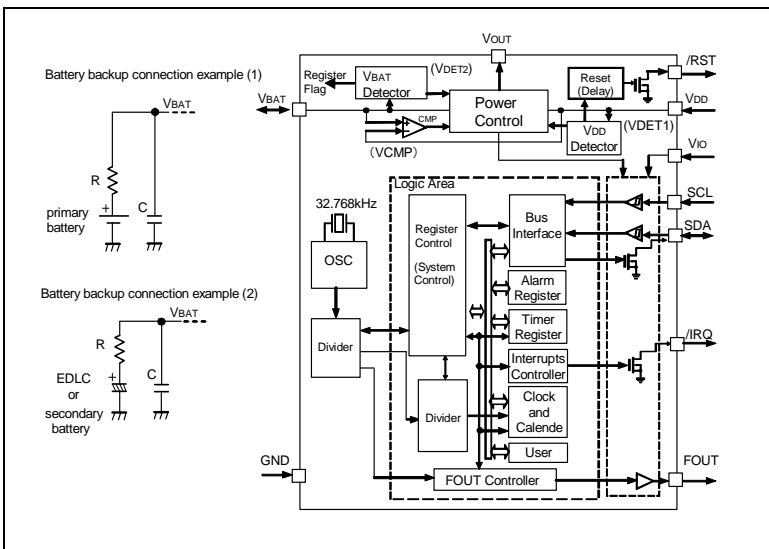 Battery backup connection example (1)
VBAT
R
C
+
primary
battery
Battery backup connection example (2)
VBAT
R
C
+
EDLC
or
secondary
battery
VOUT
/RST
Register
Flag
VBAT
Detector
(VDET2)
Reset
(Delay)
VBAT
CMP
Power
Control
VDD
(VDET1)
VDD
Detector
(VCMP)
VIO
Logic Area
SCL
32.768kHz
OSC
Register
Control
(System
Control)
Bus
Interface
SDA
Alarm
Register
Timer
Register
/IRQ
Divider
Interrupts
Controller
Divider
Clock
and
Calende
User
GND
FOUT Controller
FOUT